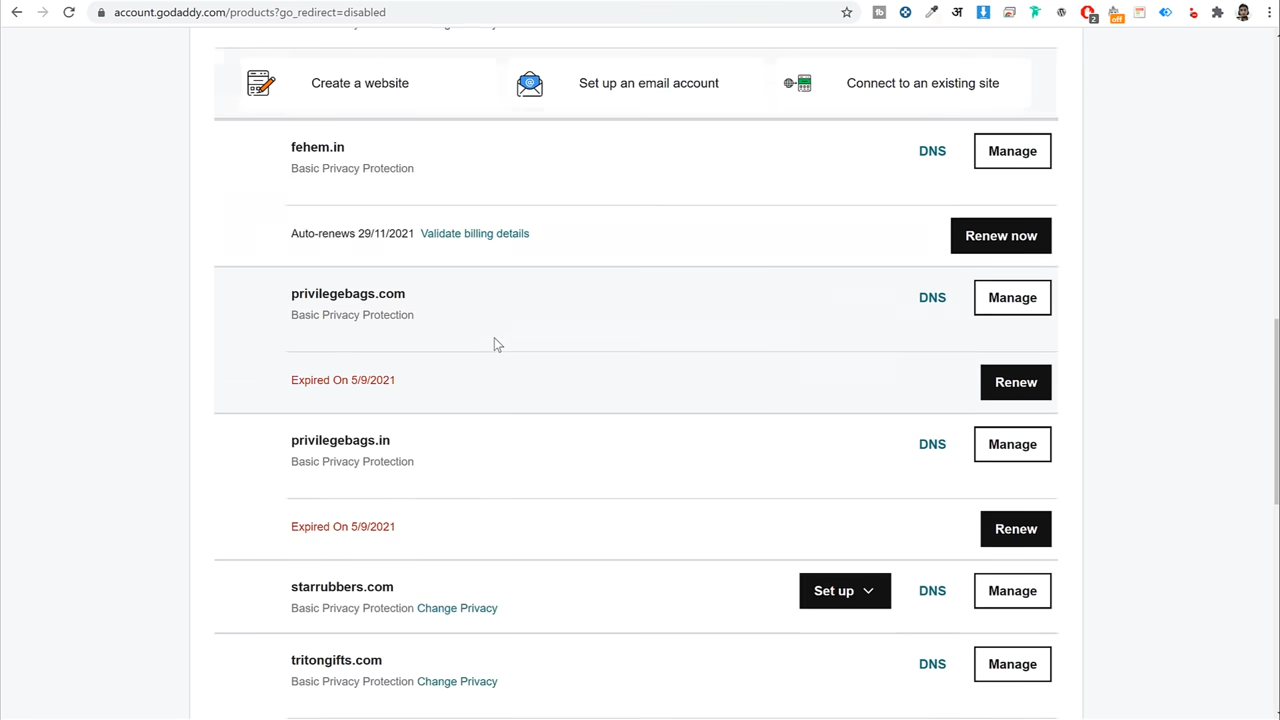 account.godaddy.com/products?go_redirect=disabled
Create a website
Set up an email account
Connect to an existing site
fehem.in
DNS
Manage
Basic Privacy Protection
Auto-renews 29/11/2021 Validate billing details
Renew now
privilegebags.com
DNS
Manage
Basic Privacy Protection
Expired On 5/9/2021
Renew
privilegebags.in
DNS
Manage
Basic Privacy Protection
Expired On 5/9/2021
Renew
starrubbers.com
Set up
DNS
Manage
Basic Privacy Protection Change Privacy
tritongifts.com
DNS
Manage
Basic Privacy Protection Change Privacy